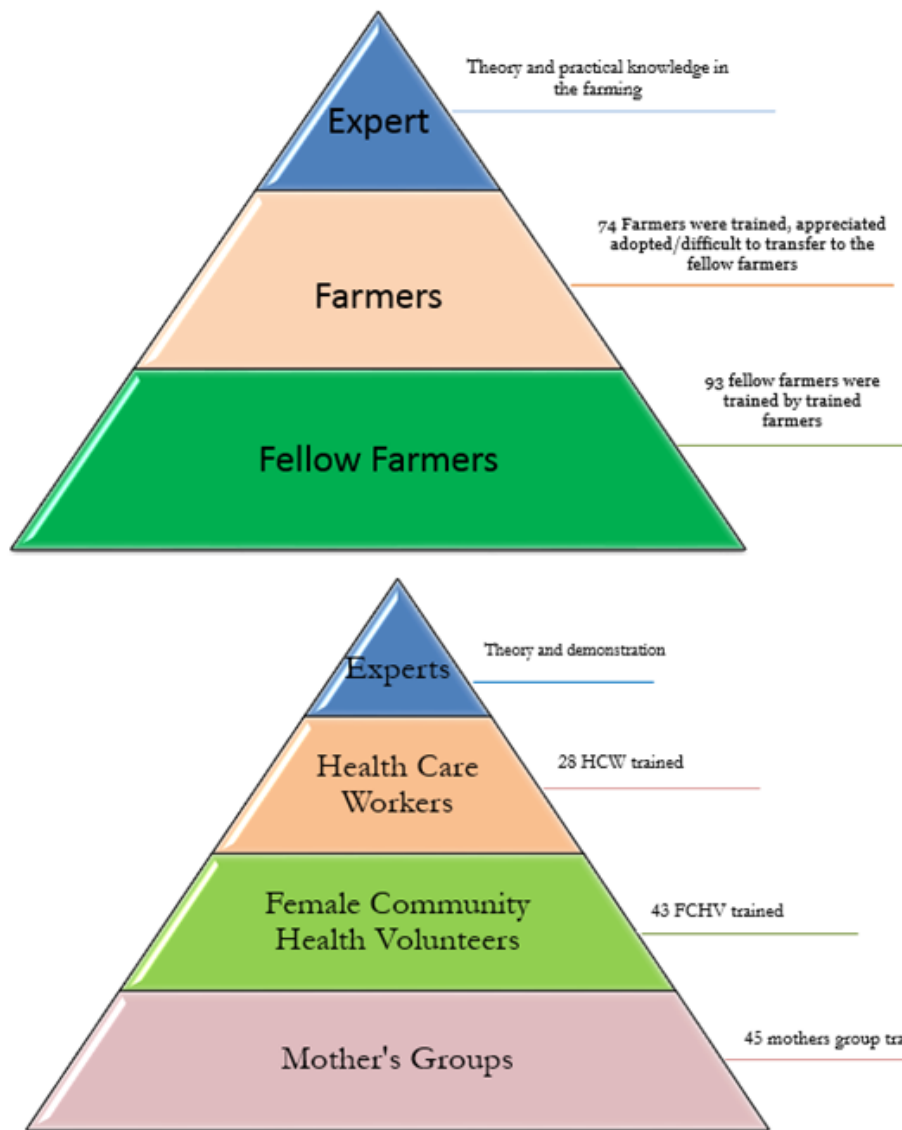 Theory and practical knowledge in
the farming
Expert
74 Farmers were trained, appreciated
adopted/difficult to transfer to the
fellow farmers
Farmers
93 fellow farmers were
trained by trained
farmers
Fellow Farmers
Theory and demonstration
Experts
28 HCW trained
Health Care
Workers
43 FCHV trained
Female Community
Health Volunteers
45 mothers group
Mother's Groups